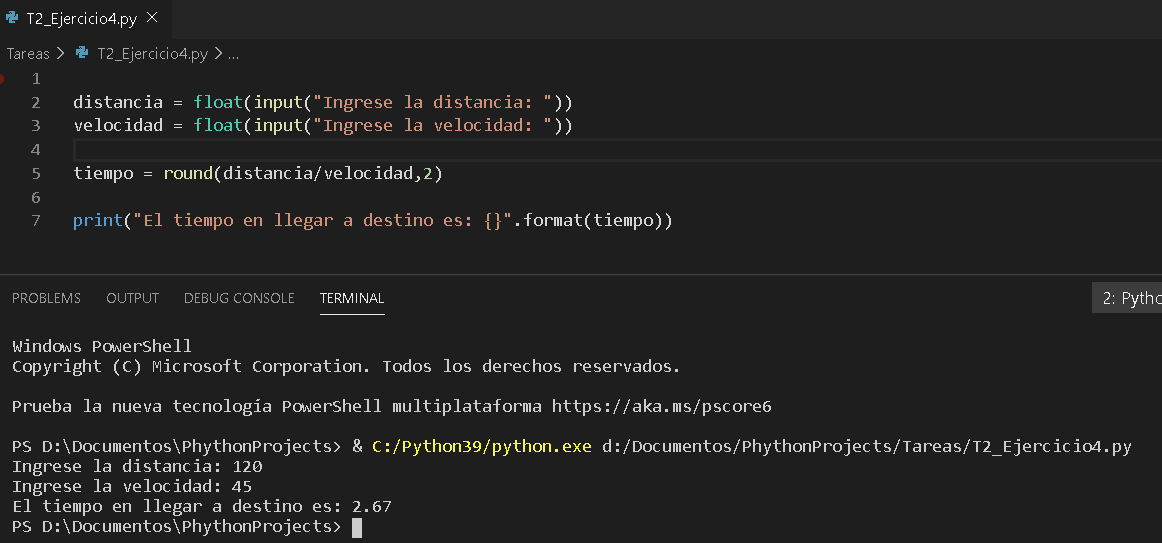 T2_Ejercicio4.py
Tareas > T2_Ejercicio4.py > ...
1
2 distancia = float(input("Ingrese la distancia: "))
3 velocidad = float(input("Ingrese la velocidad: "))
4
5 tiempo = round(distancia/velocidad,2)
6
7 print("El tiempo en llegar a destino es: {}".format(tiempo))
PROBLEMS OUTPUT DEBUG CONSOLE TERMINAL 2: Pytho
Windows PowerShell
Copyright (C) Microsoft Corporation. Todos los derechos reservados.
Prueba la nueva tecnología PowerShell multiplataforma https://aka.ms/pscore6
PS D:\Documentos\PhythonProjects> & C:/Python39/python.exe d:/Documentos/PhythonProjects/Tareas/T2_Ejercicio4.py
Ingrese la distancia: 120
Ingrese la velocidad: 45
El tiempo en llegar a destino es: 2.67
PS D:\Documentos\PhythonProjects>